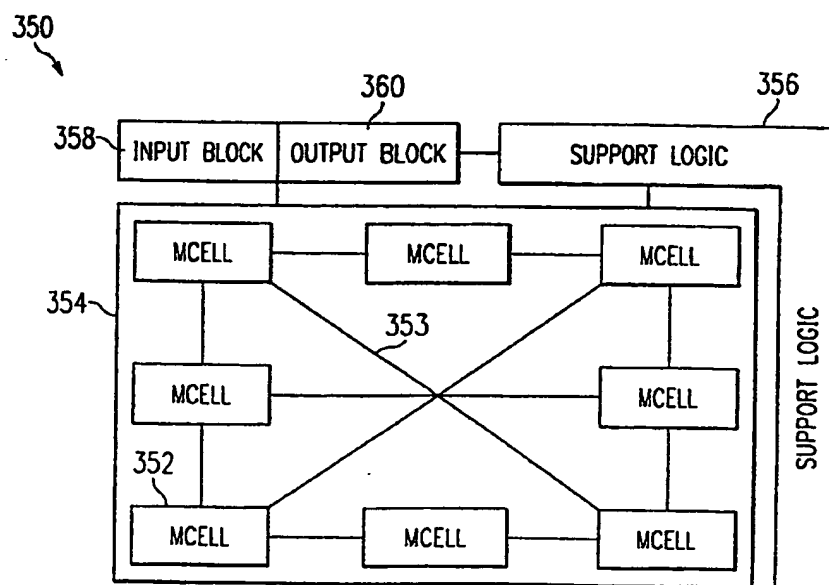 350
360
356
358
INPUT BLOCK
OUTPUT BLOCK
SUPPORT LOGIC
MCELL
MCELL
MCELL
354
353
MCELL
MCELL
SUPPORT LOGIC
352
MCELL
MCELL
MCELL